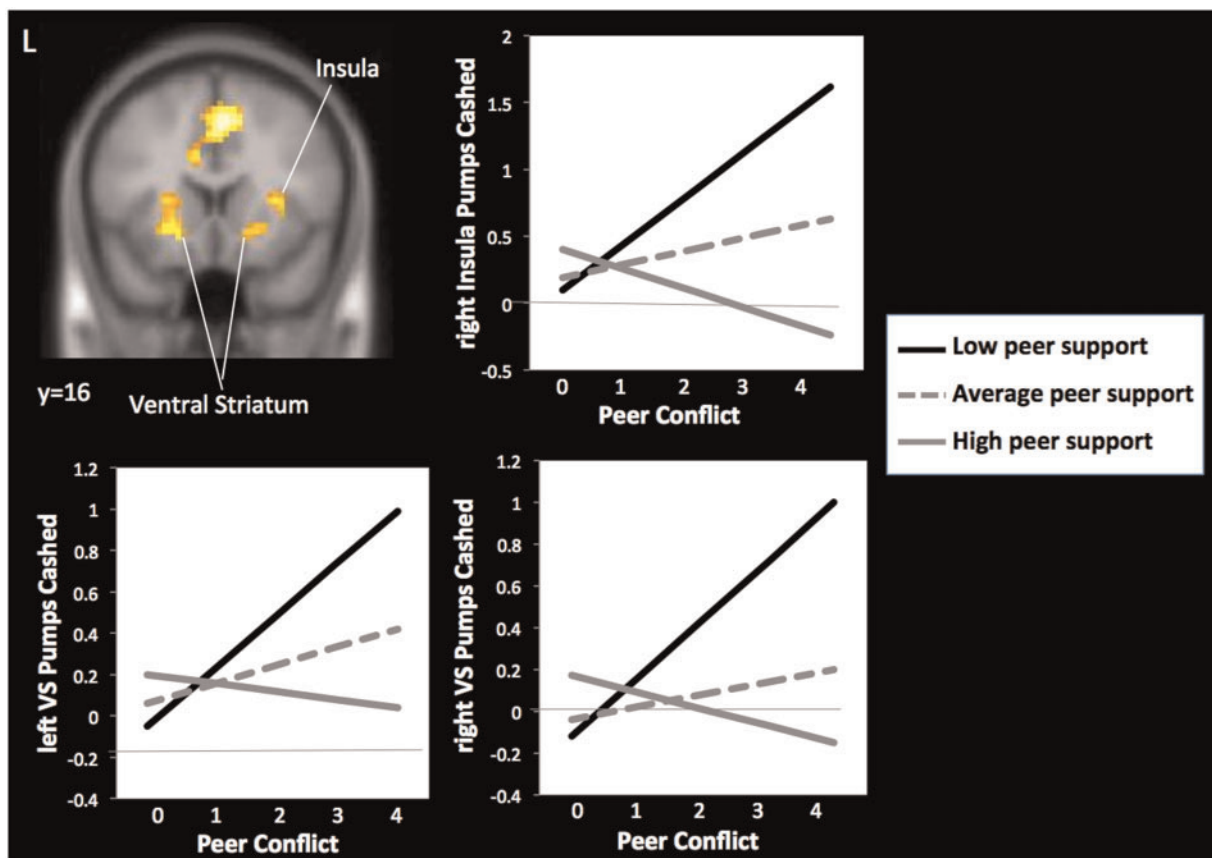 L
Insula
y=16
Ventral Striatum
right Insula Pumps Cashed
2
1.5
1
0.5
0
-0.5
0 1 2 3 4
Peer Conflict
Low peer support
Average peer support
High peer support
left VS Pumps Cashed
1.2
1
0.8
0.6
0.4
0.2
0
-0.2
-0.4
0 1 2 3 4
Peer Conflict
right VS Pumps Cashed
1.2
1
0.8
0.6
0.4
0.2
0
-0.2
-0.4
0 1 2 3 4
Peer Conflict